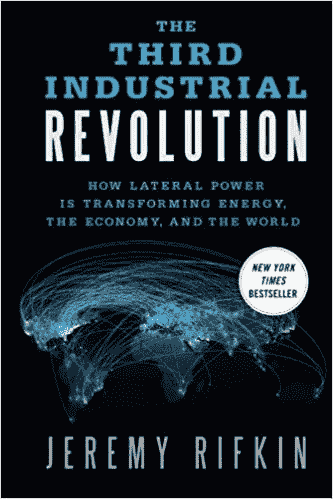 THE
THIRD
INDUSTRIAL
REVOLUTION
HOW LATERAL POWER
IS TRANSFORMING ENERGY,
THE ECONOMY, AND THE WORLD
NEW YORK
TIMES
BESTSELLER
JEREMY RIFKIN